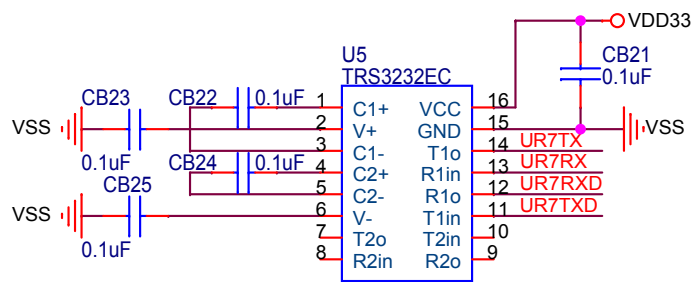 VDD33
U5
TRS3232EC
CB21
0.1uF
CB23
CB22
0.1uF
1
C1+
VCC
16
VSS
2
V+
GND
15
VSS
0.1uF
3
C1-
T1o
14
UR7TX
CB24
0.1uF
4
C2+
R1in
13
UR7RX
CB25
5
C2-
R1o
12
UR7RXD
VSS
6
V-
T1in
11
UR7TXD
0.1uF
7
T2o
T2in
10
8
R2in
R2o
9